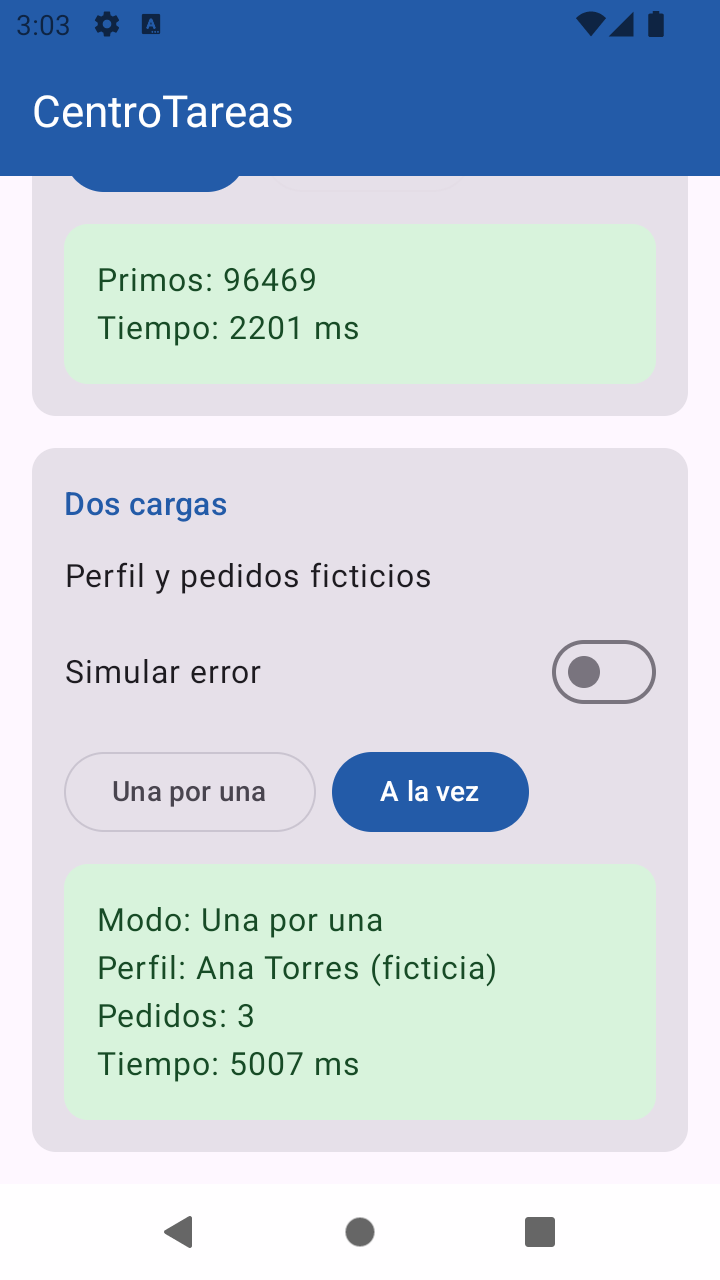 3:03
CentroTareas
Primos: 96469
Tiempo: 2201 ms
Dos cargas
Perfil y pedidos ficticios
Simular error
Una por una
A la vez
Modo: Una por una
Perfil: Ana Torres (ficticia)
Pedidos: 3
Tiempo: 5007 ms